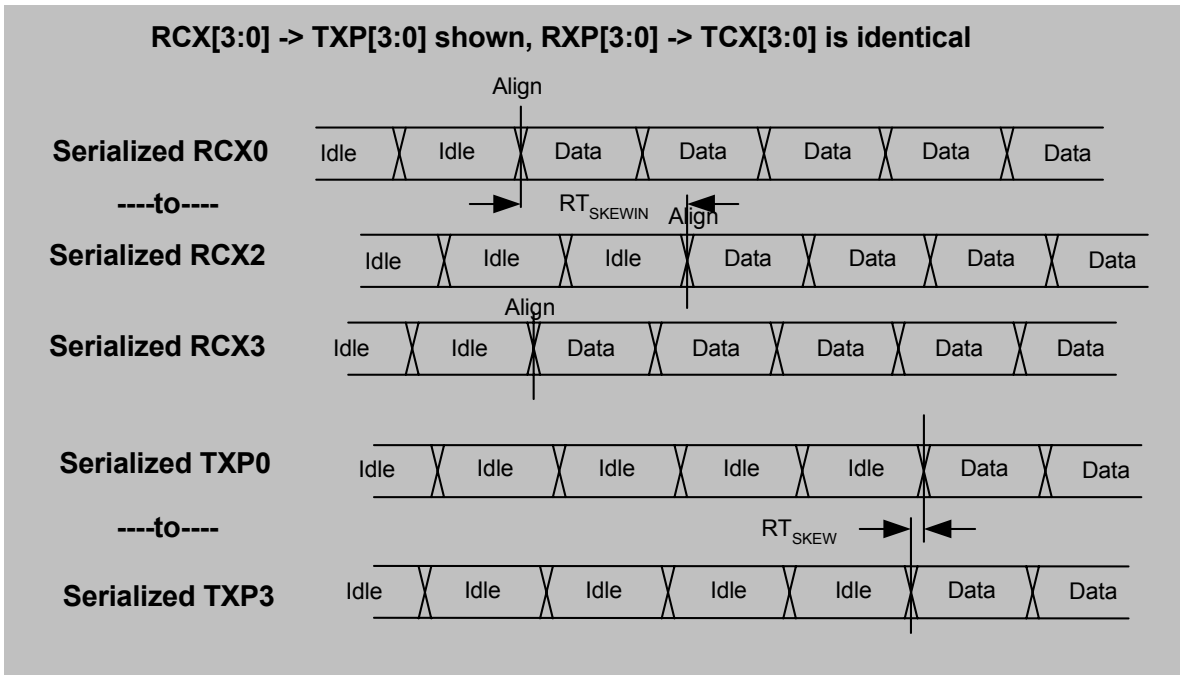 RCX[3:0] -> TXP[3:0] shown, RXP[3:0] -> TCX[3:0] is identical
Align
Serialized RCX0 Idle Idle Data Data Data Data Data
----to---- RTSKEWIN Align
Serialized RCX2 Idle Idle Idle Data Data Data Data
Align
Serialized RCX3 Idle Idle Data Data Data Data Data
Serialized TXP0 Idle Idle Idle Idle Idle Data Data
----to---- RTSKEW
Serialized TXP3 Idle Idle Idle Idle Idle Data Data